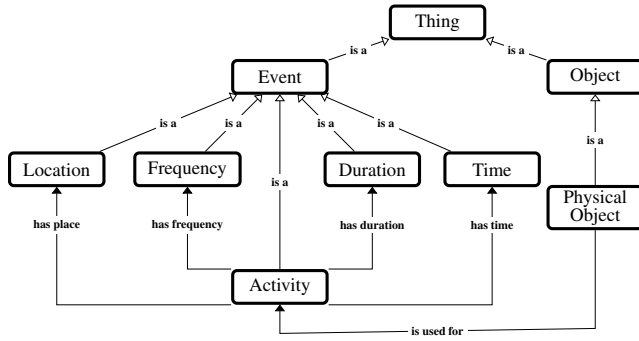 Thing
is a
is a
Event
Object
is a
is a
is a
is a
Location
Frequency
Duration
Time
is a
is a
Physical
Object
has place
has frequency
has duration
has time
Activity
is used for